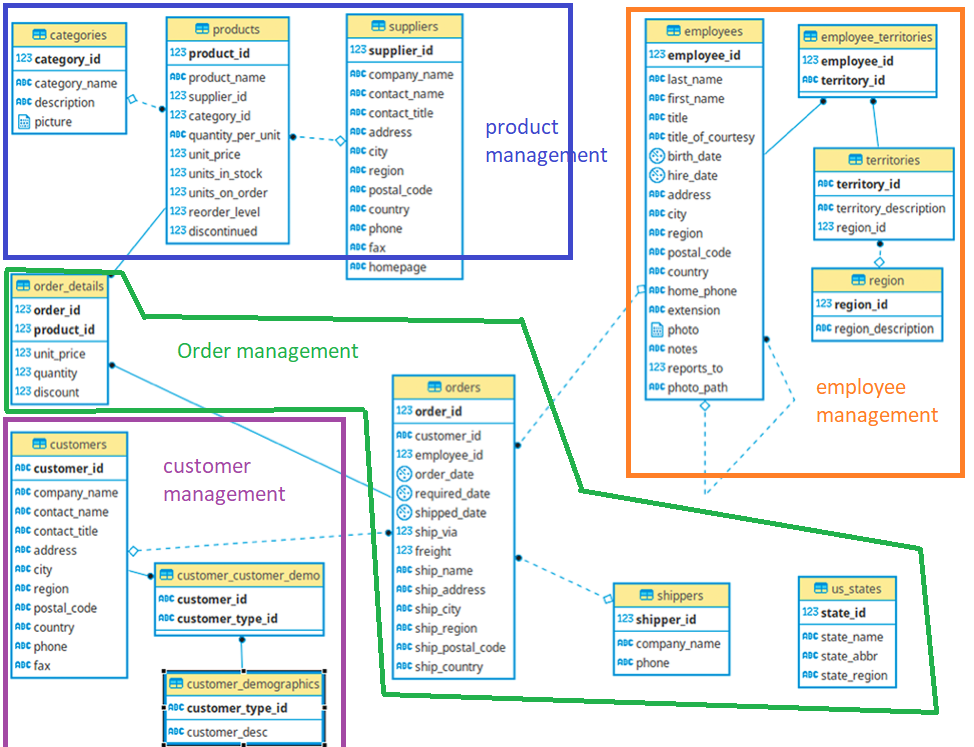 categories
123 category_id
ABC category_name
ABC description
picture
products
123 product_id
ABC product_name
123 supplier_id
123 category_id
ABC quantity_per_unit
123 unit_price
123 units_in_stock
123 units_on_order
123 reorder_level
123 discontinued
suppliers
123 supplier_id
ABC company_name
ABC contact_name
ABC contact_title
ABC address
ABC city
ABC region
ABC postal_code
ABC country
ABC phone
ABC fax
ABC homepage
product
management
employees
123 employee_id
ABC last_name
ABC first_name
ABC title
ABC title_of_courtesy
birth_date
hire_date
ABC address
ABC city
ABC region
ABC postal_code
ABC country
ABC home_phone
ABC extension
photo
ABC notes
123 reports_to
ABC photo_path
employee_territories
123 employee_id
ABC territory_id
territories
ABC territory_id
ABC territory_description
123 region_id
region
123 region_id
ABC region_description
employee
management
order_details
123 order_id
123 product_id
123 unit_price
123 quantity
123 discount
Order management
orders
123 order_id
ABC customer_id
123 employee_id
order_date
required_date
shipped_date
123 ship_via
123 freight
ABC ship_name
ABC ship_address
ABC ship_city
ABC ship_region
ABC ship_postal_code
ABC ship_country
customers
ABC customer_id
ABC company_name
ABC contact_name
ABC contact_title
ABC address
ABC city
ABC region
ABC postal_code
ABC country
ABC phone
ABC fax
customer
management
customer_customer_demo
ABC customer_id
ABC customer_type_id
customer_demographics
ABC customer_type_id
ABC customer_desc
shippers
123 shipper_id
ABC company_name
ABC phone
us_states
123 state_id
ABC state_name
ABC state_abbr
ABC state_region